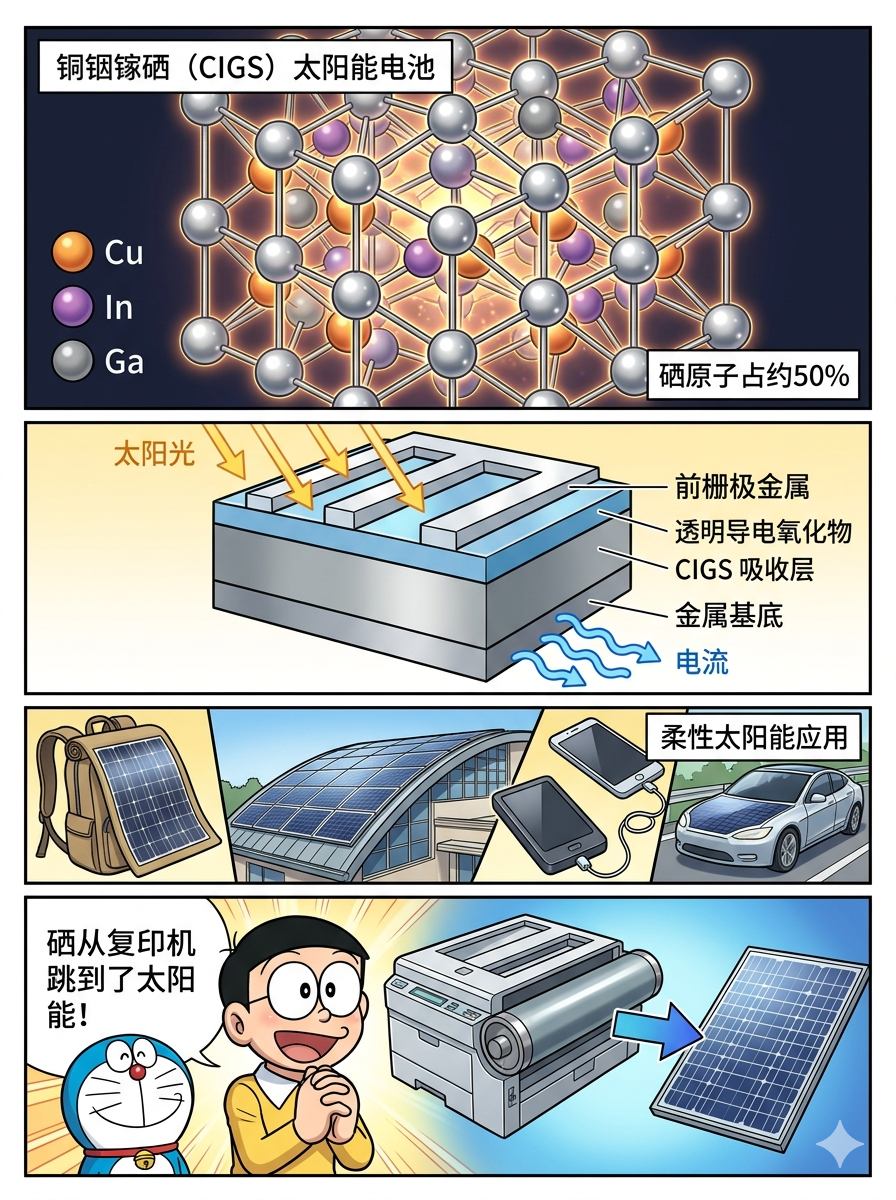 铜铟镓硒（CIGS）太阳能电池
Cu
In
Ga
硒原子占约50%
太阳光
前栅极金属
透明导电氧化物
CIGS 吸收层
金属基底
电流
柔性太阳能应用
硒从复印机
跳到了太阳
能！